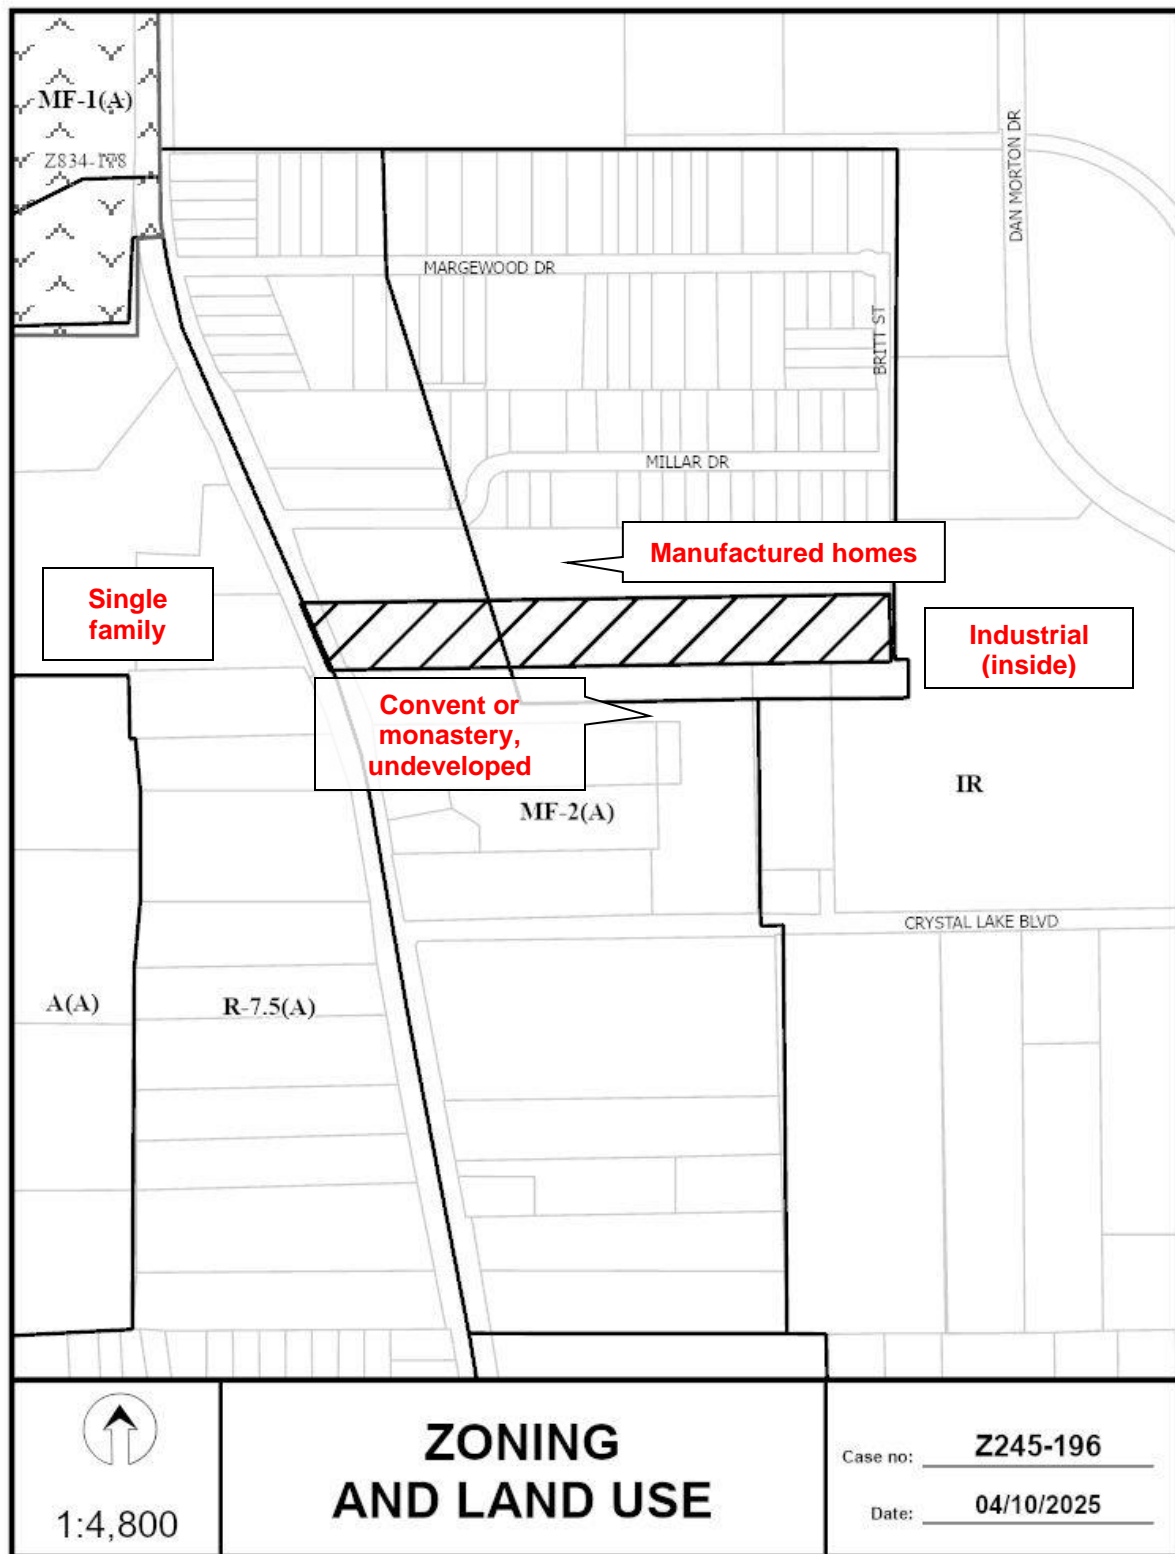 MF-1(A)
DAN MORTON DR
MARGEWOOD DR
BRITT ST
MILLAR DR
Manufactured homes
Single
family
Industrial
(inside)
Convent or
monastery,
undeveloped
IR
MF-2(A)
CRYSTAL LAKE BLVD
A(A)
R-7.5(A)
1:4,800
ZONING
AND LAND USE
Case no: Z245-196
Date: 04/10/2025